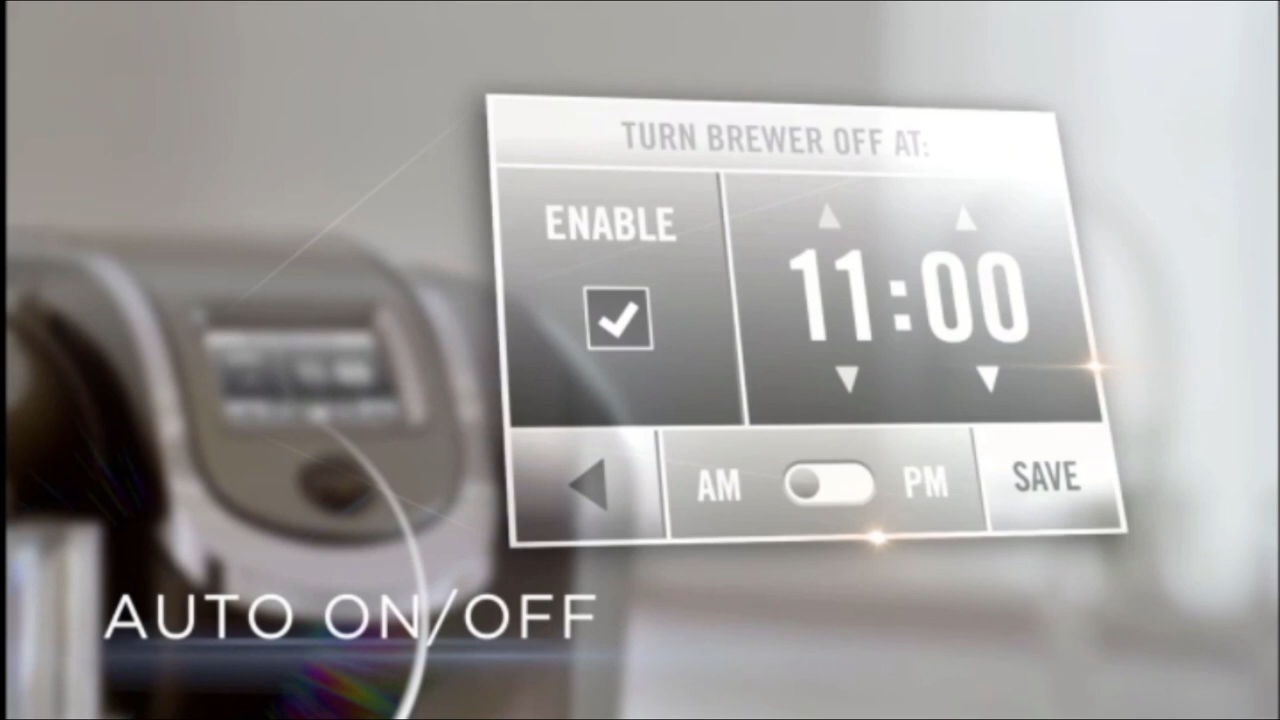 TURN BREWER OFF AT:
ENABLE
11:00
AM PM
SAVE
AUTO ON/OFF